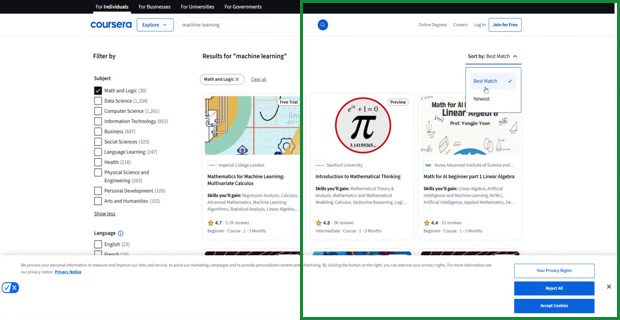 For Individuals For Businesses For Universities For Governments
coursera Explore machine learning Online Degrees Careers Log In Join for Free
Filter by
Results for "machine learning"
Sort by: Best Match
Best Match
Newest
Subject
Math and Logic Clear all
Math and Logic (30)
Data Science (1,334)
Computer Science (1,261)
Information Technology (953)
Business (687)
Social Sciences (325)
Language Learning (247)
Health (216)
Physical Science and
Engineering (203)
Personal Development (109)
Arts and Humanities (102)
Show less
Language
English (23)
Free Trial
Imperial College London
Mathematics for Machine Learning:
Multivariate Calculus
Skills you'll gain: Regression Analysis, Calculus,
Advanced Mathematics, Machine Learning
Algorithms, Statistical Analysis, Linear Algebra…
4.7 · 5.7K reviews
Beginner · Course · 1 - 3 Months
Preview
π
3.14159265...
Stanford University
Introduction to Mathematical Thinking
Skills you'll gain: Mathematical Theory &
Analysis, Mathematics and Mathematical
Modeling, Calculus, Deductive Reasoning, Logi…
4.8 · 2K reviews
Intermediate · Course · 1 - 3 Months
Math for AI
Linear Algebra
Prof. Yongjin Yoon
Korea Advanced Institute of Science and…
Math for AI beginner part 1 Linear Algebra
Skills you'll gain: Linear Algebra, Artificial
Intelligence and Machine Learning (AI/ML),
Artificial Intelligence, Applied Mathematics, Ge…
4.4 · 51 reviews
Beginner · Course · 1 - 3 Months
We process your personal information to measure and improve our sites and service, to assist our marketing campaigns and to provide personalised content and advertising. By clicking the button on the right, you can exercise your privacy rights. For more information see
our privacy notice. Privacy Notice
Your Privacy Rights
Reject All
Accept Cookies